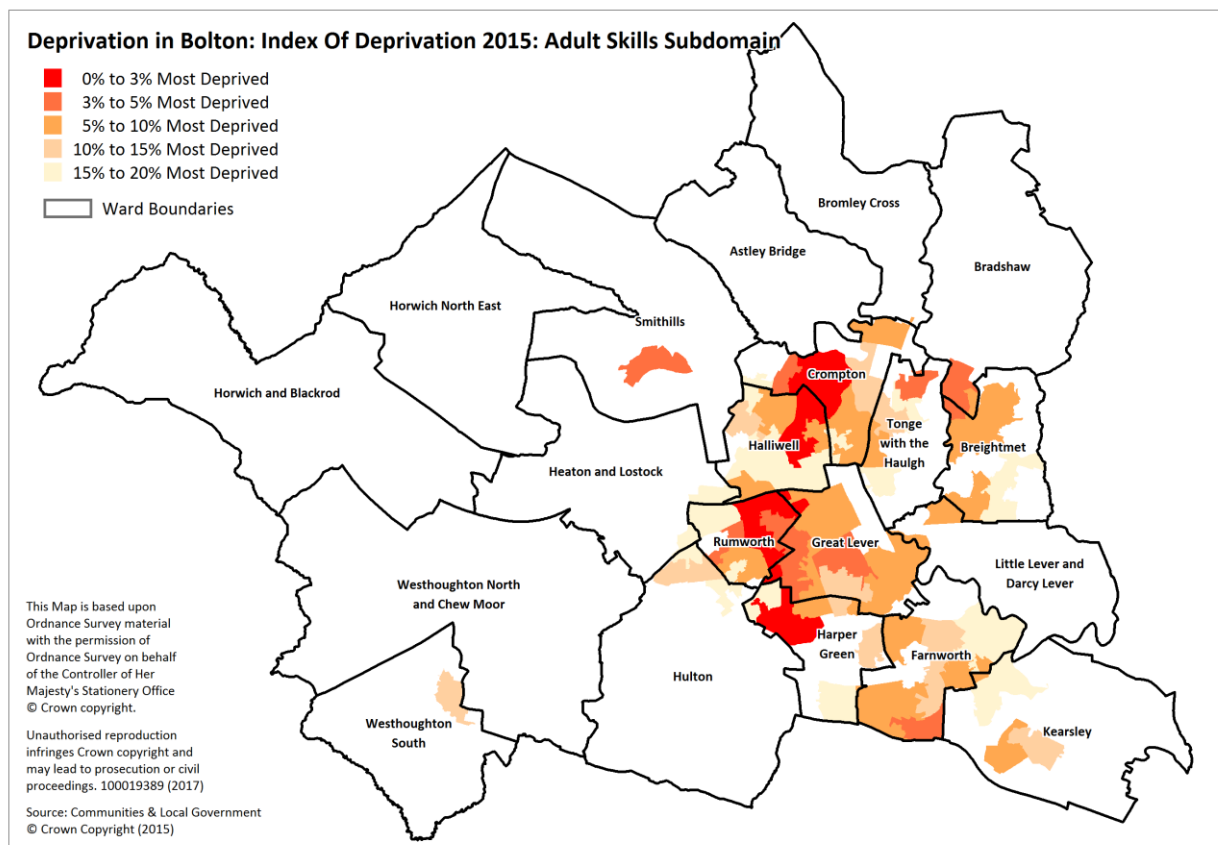 Deprivation in Bolton: Index Of Deprivation 2015: Adult Skills Subdomain
0% to 3% Most Deprived
3% to 5% Most Deprived
5% to 10% Most Deprived
10% to 15% Most Deprived
15% to 20% Most Deprived
Ward Boundaries
Bromley Cross
Astley Bridge
Bradshaw
Horwich North East
Smithills
Crompton
Horwich and Blackrod
Halliwell
Tonge
with the
Haulgh
Breightmet
Heaton and Lostock
Rumworth
Great Lever
Little Lever and
Darcy Lever
Westhoughton North
and Chew Moor
Harper
Green
Farnworth
Hulton
Westhoughton
South
Kearsley
This Map is based upon
Ordnance Survey material
with the permission of
Ordnance Survey on behalf
of the Controller of Her
Majesty's Stationery Office
© Crown copyright.
Unauthorised reproduction
infringes Crown copyright and
may lead to prosecution or civil
proceedings. 100019389 (2017)
Source: Communities & Local Government
© Crown Copyright (2015)